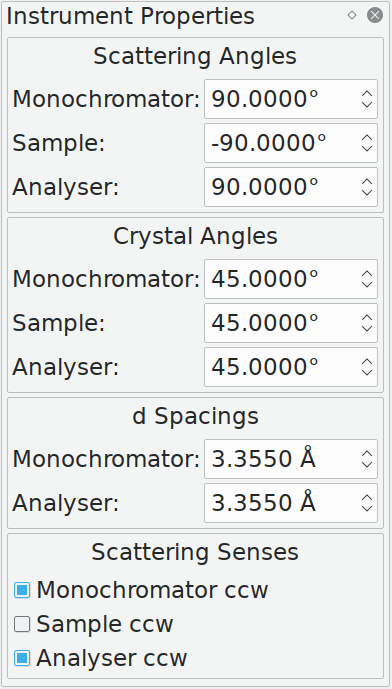 Instrument Properties
Scattering Angles
Monochromator: 90.0000°
Sample: -90.0000°
Analyser: 90.0000°
Crystal Angles
Monochromator: 45.0000°
Sample: 45.0000°
Analyser: 45.0000°
d Spacings
Monochromator: 3.3550 Å
Analyser: 3.3550 Å
Scattering Senses
Monochromator ccw
Sample ccw
Analyser ccw